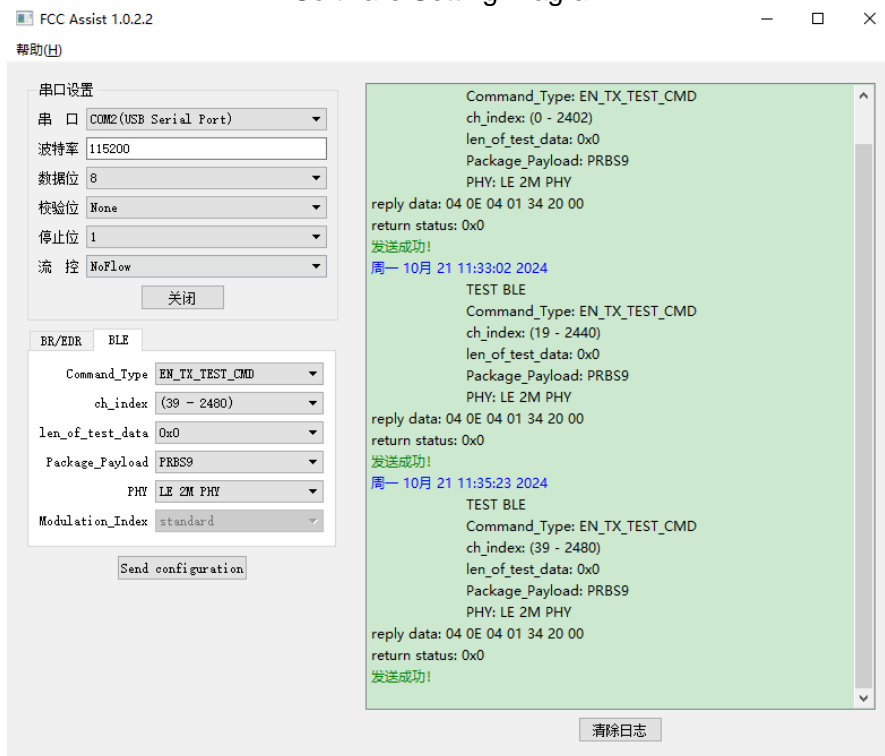 FCC Assist 1.0.2.2
帮助(H)
串口设置
串 口 COM2(USB Serial Port)
波特率 115200
数据位 8
校验位 None
停止位 1
流 控 NoFlow
关闭
BR/EDR BLE
Command_Type EN_TX_TEST_CMD
ch_index (39 - 2480)
len_of_test_data 0x0
Package_Payload PRBS9
PHY LE 2M PHY
Modulation_Index standard
Send configuration
Command_Type: EN_TX_TEST_CMD
ch_index: (0 - 2402)
len_of_test_data: 0x0
Package_Payload: PRBS9
PHY: LE 2M PHY
reply data: 04 0E 04 01 34 20 00
return status: 0x0
发送成功!
周一 10月 21 11:33:02 2024
TEST BLE
Command_Type: EN_TX_TEST_CMD
ch_index: (19 - 2440)
len_of_test_data: 0x0
Package_Payload: PRBS9
PHY: LE 2M PHY
reply data: 04 0E 04 01 34 20 00
return status: 0x0
发送成功!
周一 10月 21 11:35:23 2024
TEST BLE
Command_Type: EN_TX_TEST_CMD
ch_index: (39 - 2480)
len_of_test_data: 0x0
Package_Payload: PRBS9
PHY: LE 2M PHY
reply data: 04 0E 04 01 34 20 00
return status: 0x0
发送成功!
清除日志